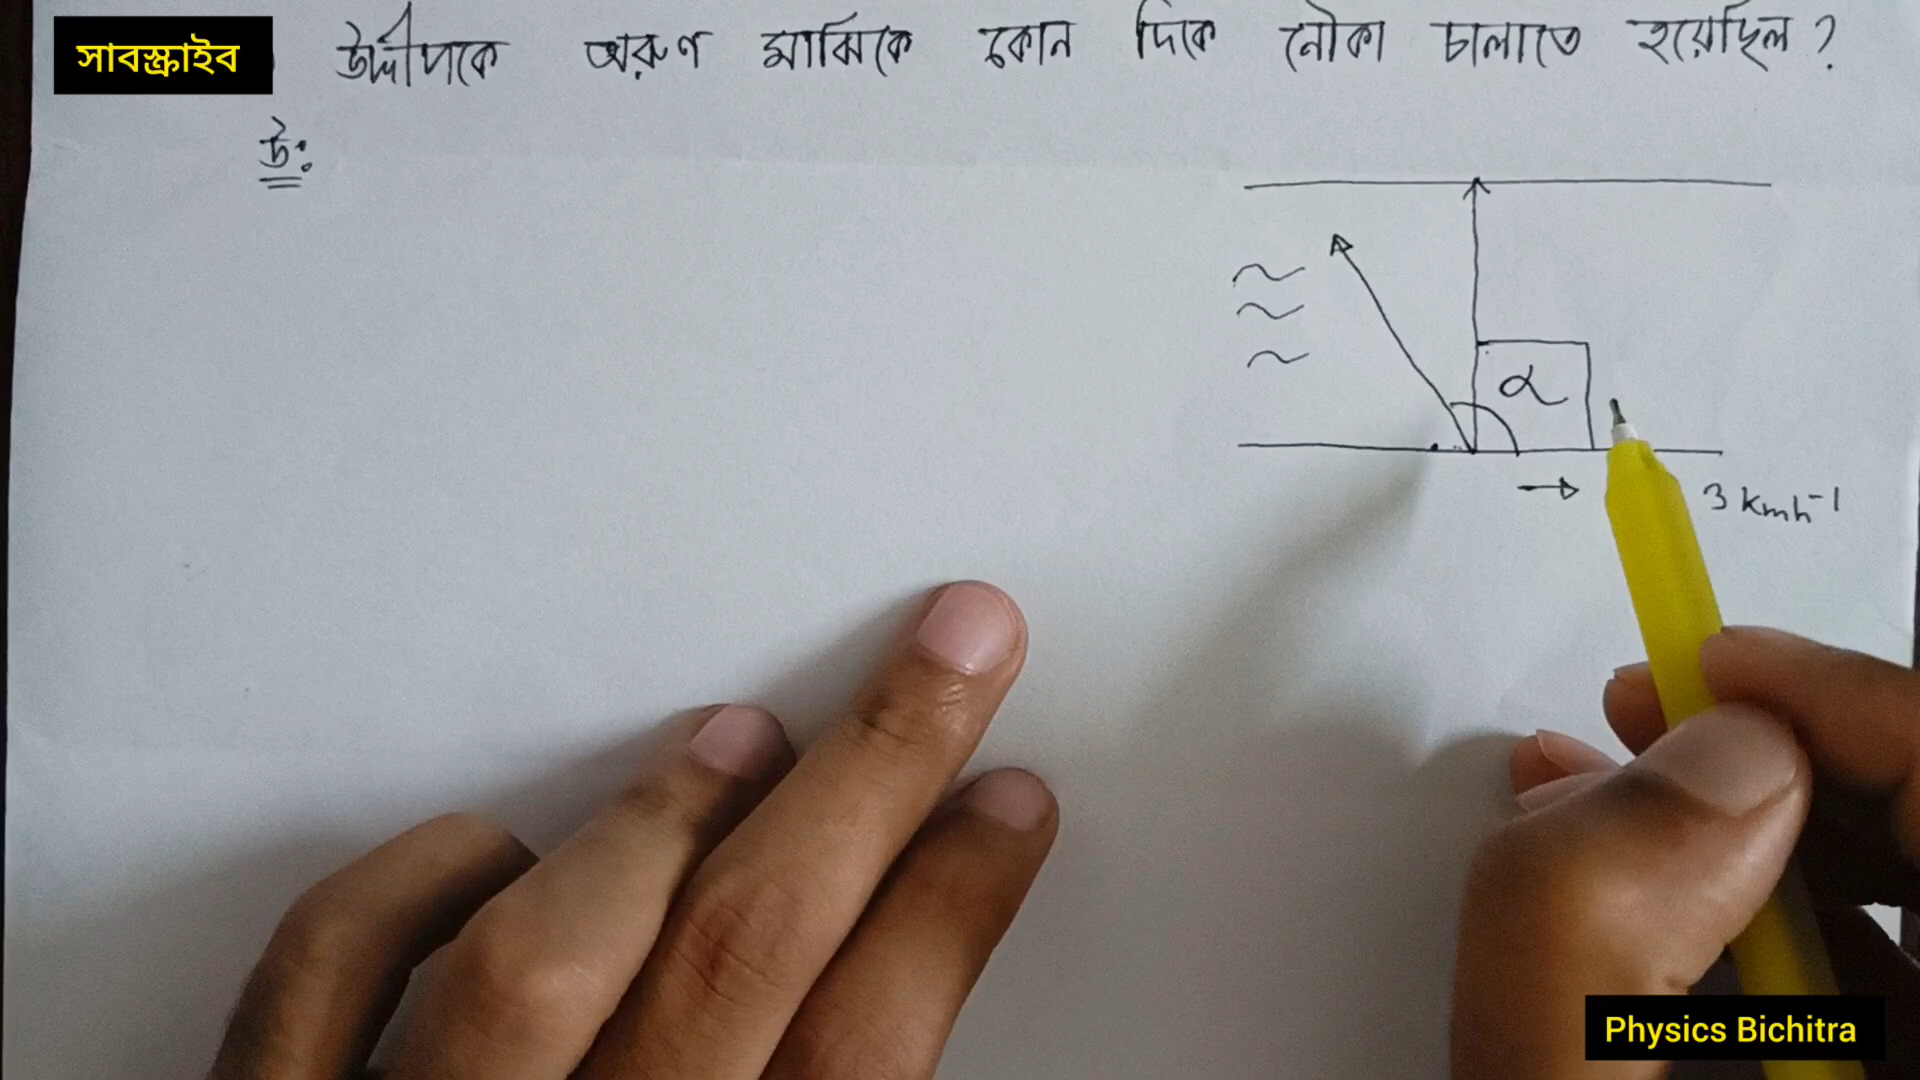 সাবস্ক্রাইব
উদ্দীপকে অরুণ মাঝিকে কোন দিকে নৌকা চালাতে হয়েছিল ?
উঃ
α
3 kmh⁻¹
Physics Bichitra